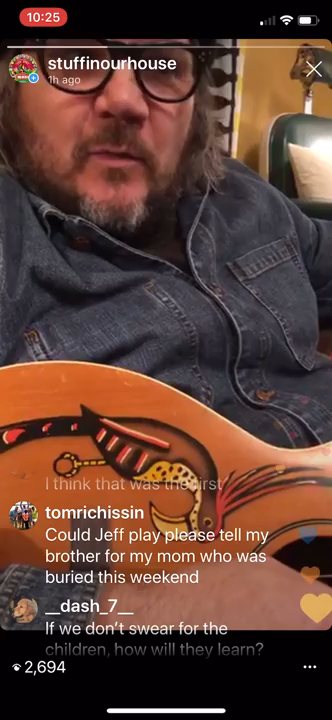 10:25
stuffinourhouse
1h ago
I think that was the first
tomrichissin
Could Jeff play please tell my
brother for my mom who was
buried this weekend
__dash_7__
If we don't swear for the
children, how will they learn?
2,694